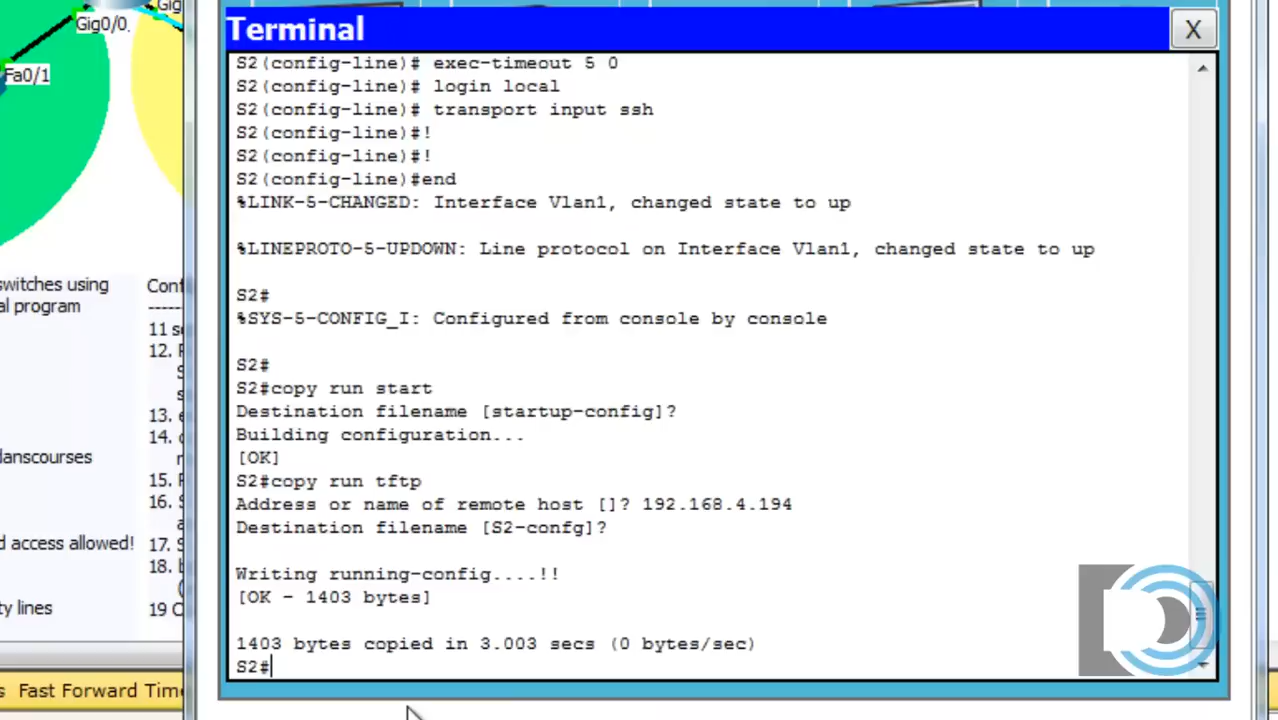 Gig
Gig0/0.
Fa0/1
Terminal
X
S2(config-line)# exec-timeout 5 0
S2(config-line)# login local
S2(config-line)# transport input ssh
S2(config-line)#!
S2(config-line)#!
S2(config-line)#end
%LINK-5-CHANGED: Interface Vlan1, changed state to up
%LINEPROTO-5-UPDOWN: Line protocol on Interface Vlan1, changed state to up
S2#
%SYS-5-CONFIG_I: Configured from console by console
S2#
S2#copy run start
Destination filename [startup-config]?
Building configuration...
[OK]
S2#copy run tftp
Address or name of remote host []? 192.168.4.194
Destination filename [S2-confg]?
Writing running-config....!!
[OK - 1403 bytes]
1403 bytes copied in 3.003 secs (0 bytes/sec)
S2#
switches using
al program
danscourses
d access allowed!
ty lines
Conf
-----
11 s
12. F
13. e
14. c
15. F
16. S
17. S
18. b
19 C
s Fast Forward Time